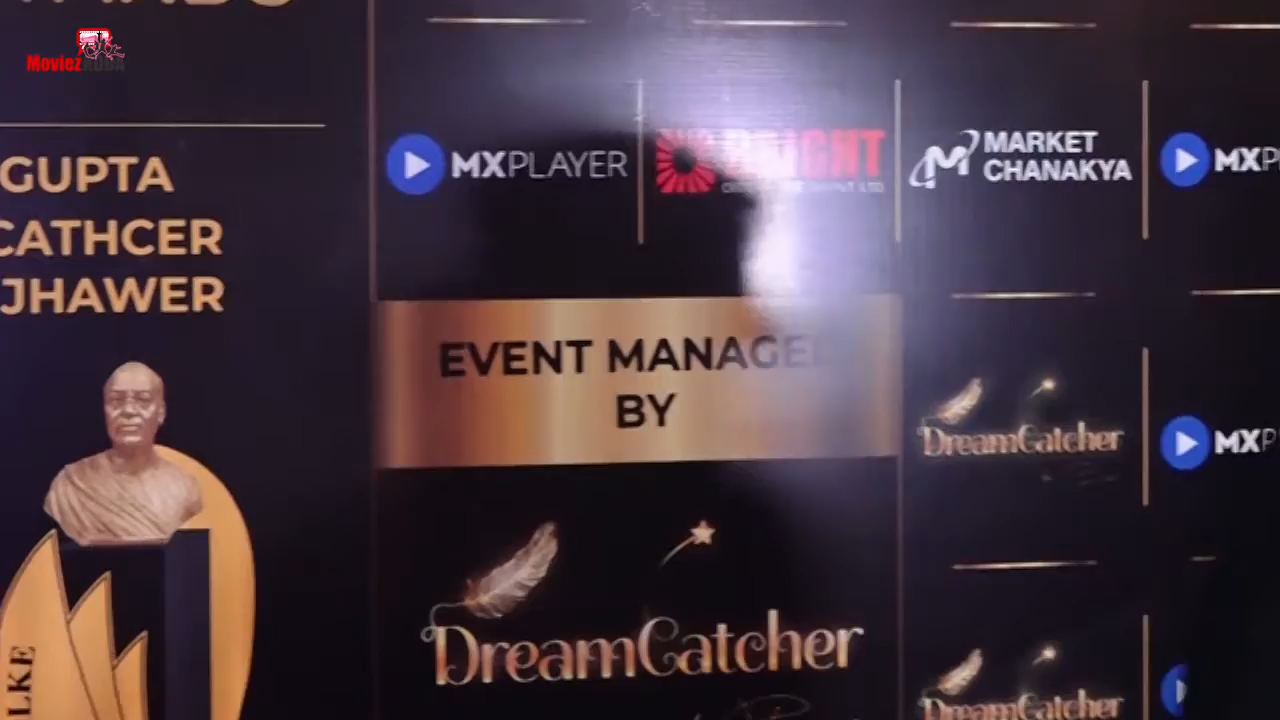 Moviez
GUPTA
CATHCER
JHAWER
LKE
MXPLAYER
MARKET
CHANAKYA
MXP
EVENT MANAGE
BY
DreamCatcher
DreamCatcher
MXP
DreamCatcher